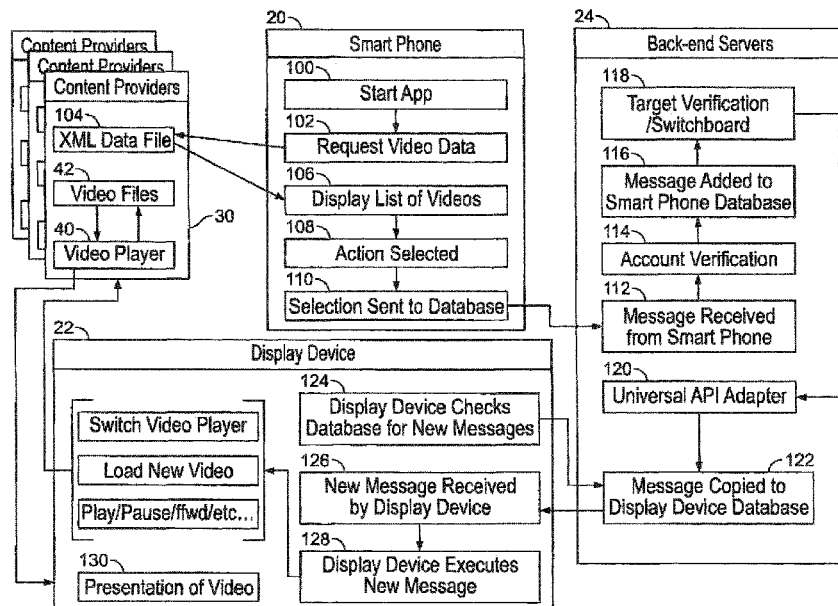 Content Providers
Content Providers
Content Providers
104
XML Data File
42
Video Files
40
Video Player
30
20
Smart Phone
100
Start App
102
Request Video Data
106
Display List of Videos
108
Action Selected
110
Selection Sent to Database
24
Back-end Servers
118
Target Verification
/Switchboard
116
Message Added to
Smart Phone Database
114
Account Verification
112
Message Received
from Smart Phone
120
Universal API Adapter
122
Message Copied to
Display Device Database
22
Display Device
Switch Video Player
Load New Video
Play/Pause/ffwd/etc...
124
Display Device Checks
Database for New Messages
126
New Message Received
by Display Device
128
Display Device Executes
New Message
130
Presentation of Video